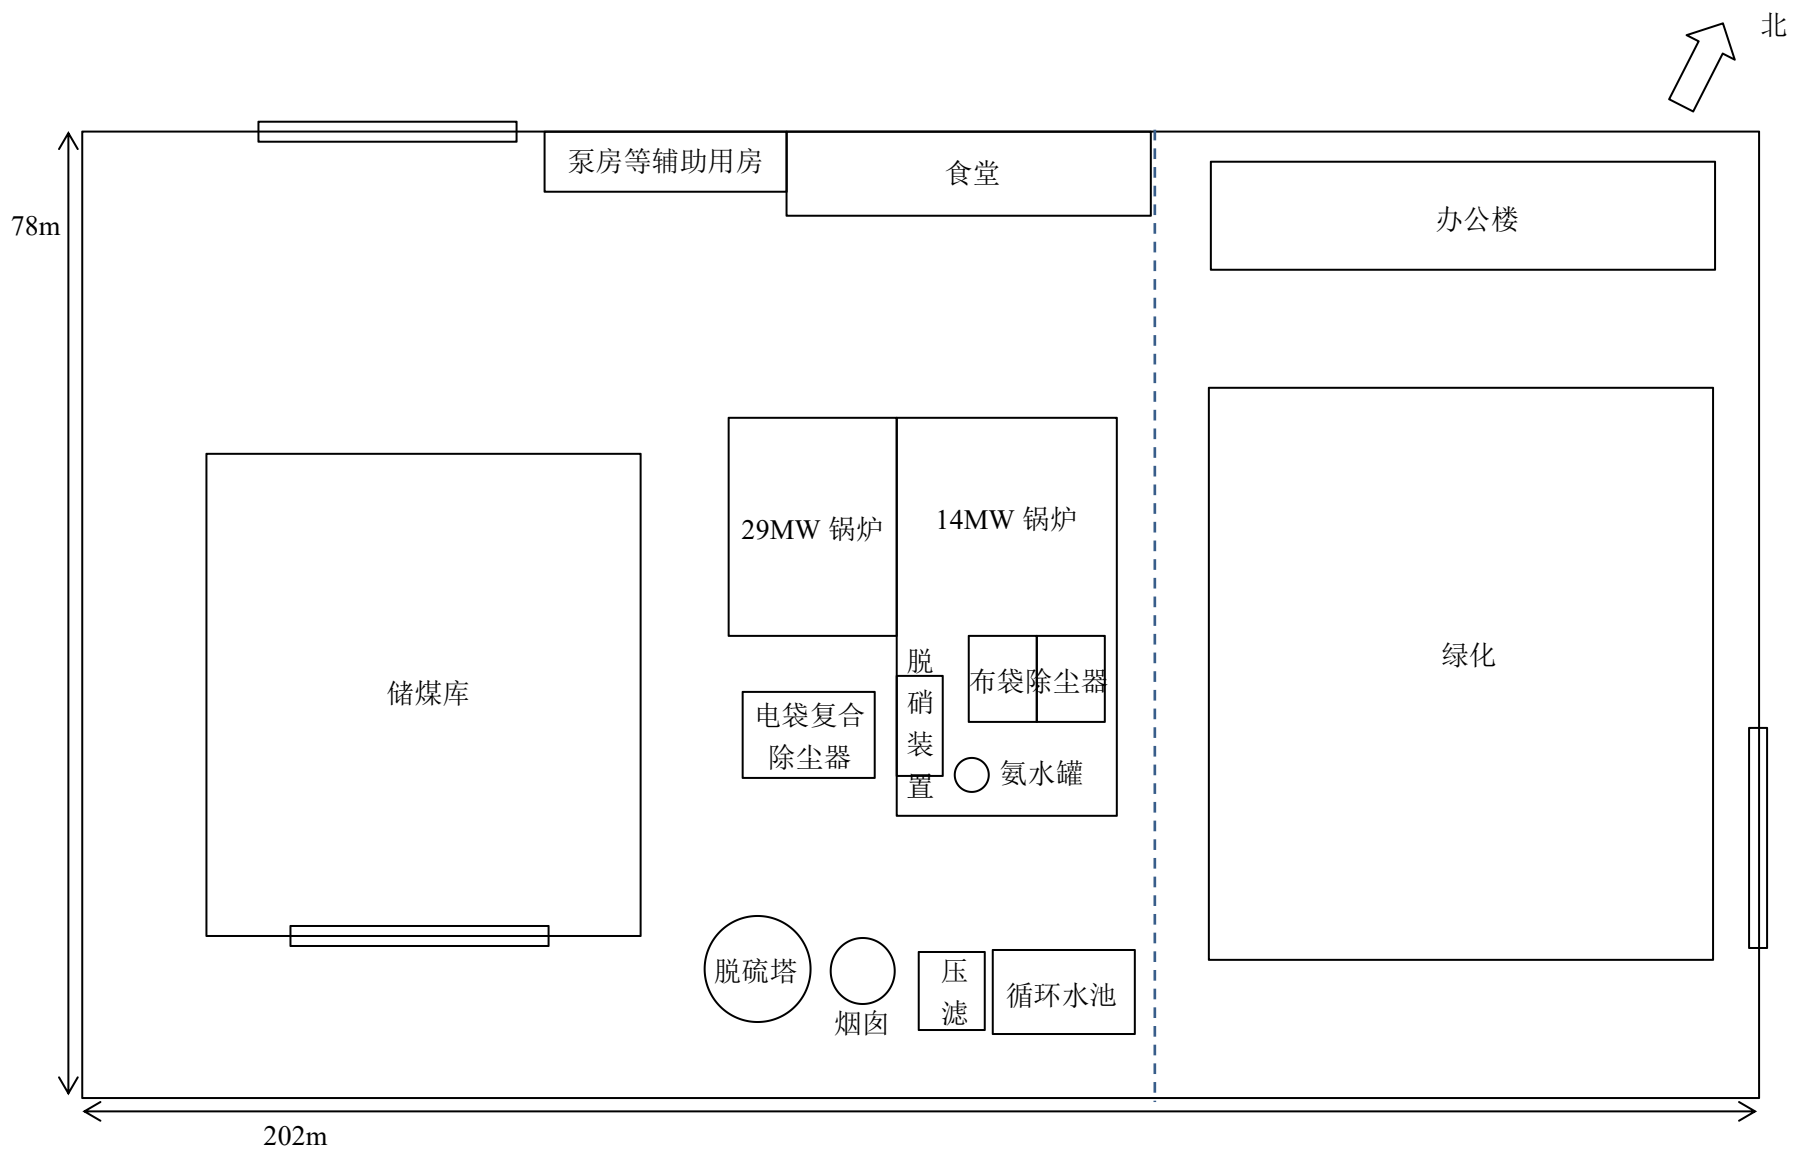 北
泵房等辅助用房
食堂
办公楼
78m
29MW 锅炉
14MW 锅炉
储煤库
绿化
脱
硝
装
置
布袋除尘器
电袋复合
除尘器
氨水罐
脱硫塔
烟囱
压
滤
循环水池
202m